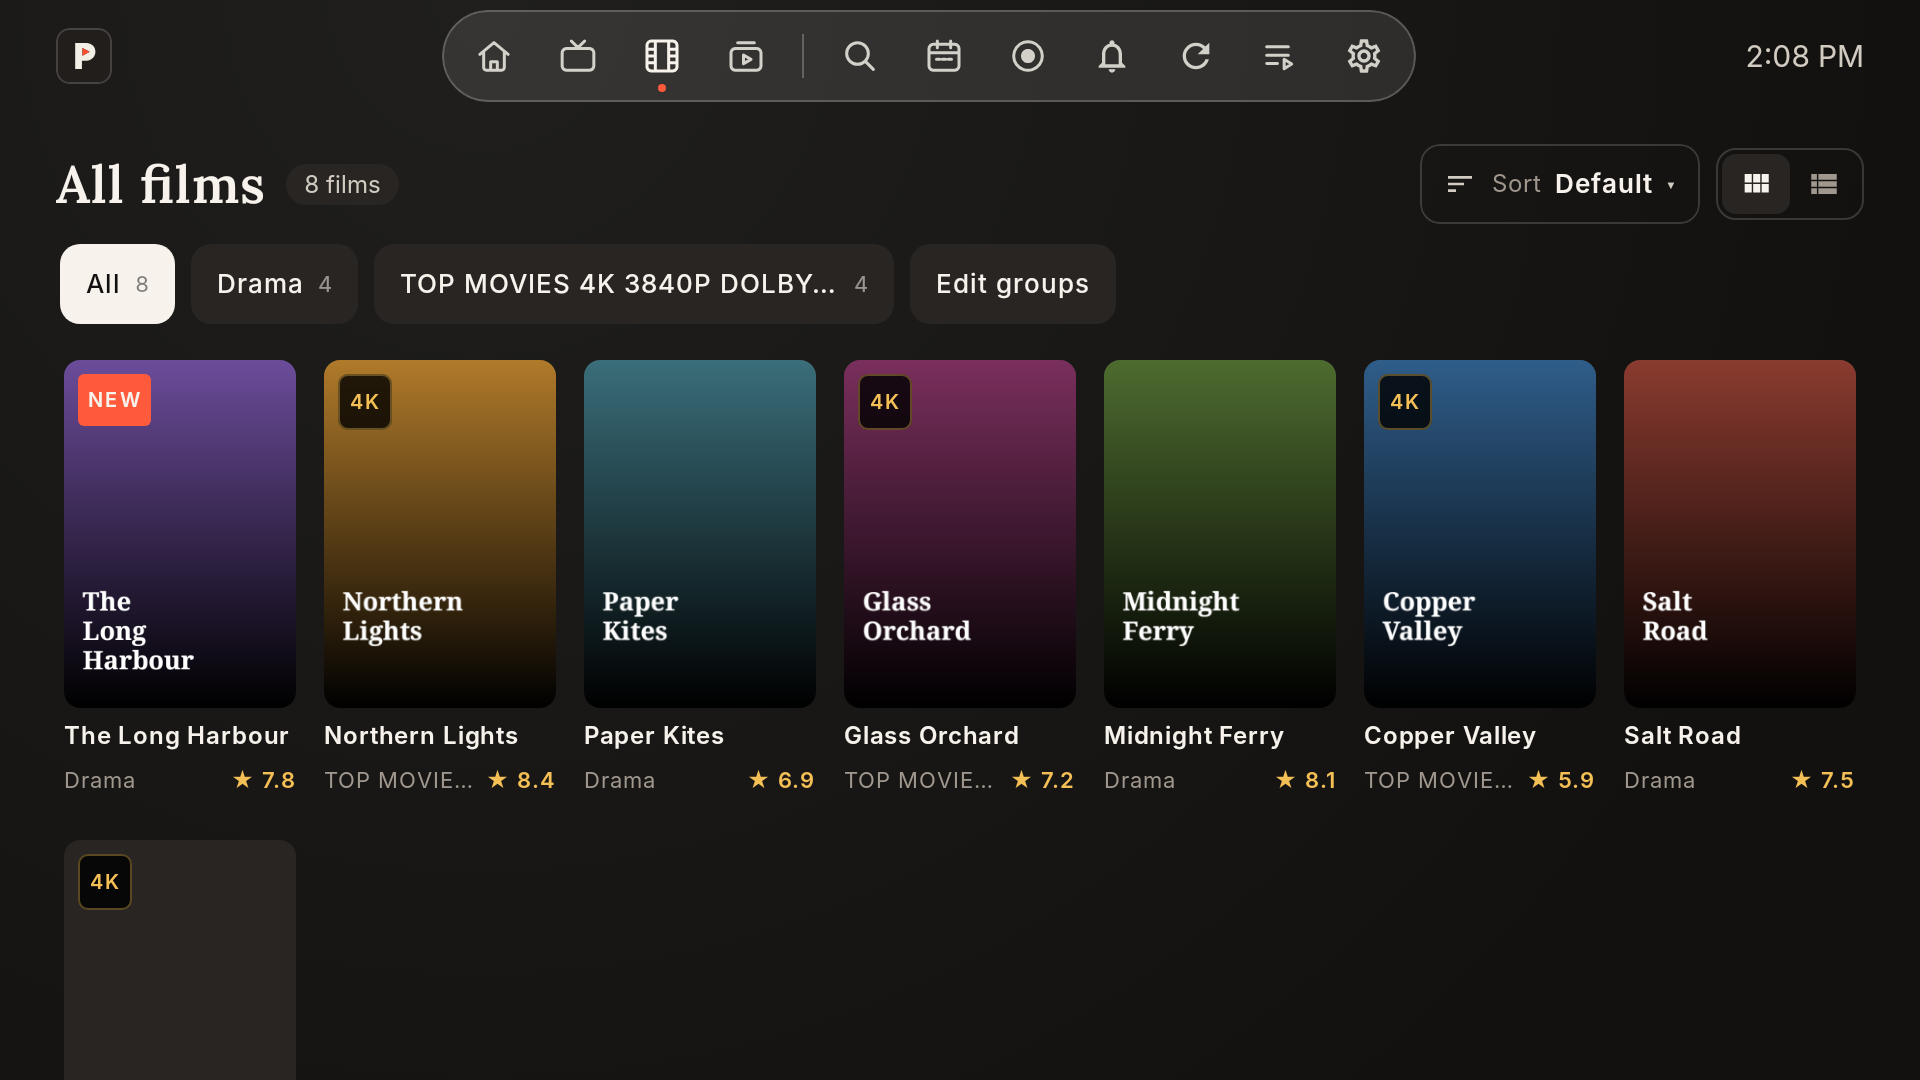 P
2:08 PM
All films
8 films
Sort Default
All 8
Drama 4
TOP MOVIES 4K 3840P DOLBY... 4
Edit groups
NEW
The
Long
Harbour
4K
Northern
Lights
Paper
Kites
4K
Glass
Orchard
Midnight
Ferry
4K
Copper
Valley
Salt
Road
The Long Harbour
Drama ★ 7.8
Northern Lights
TOP MOVIE... ★ 8.4
Paper Kites
Drama ★ 6.9
Glass Orchard
TOP MOVIE... ★ 7.2
Midnight Ferry
Drama ★ 8.1
Copper Valley
TOP MOVIE... ★ 5.9
Salt Road
Drama ★ 7.5
4K